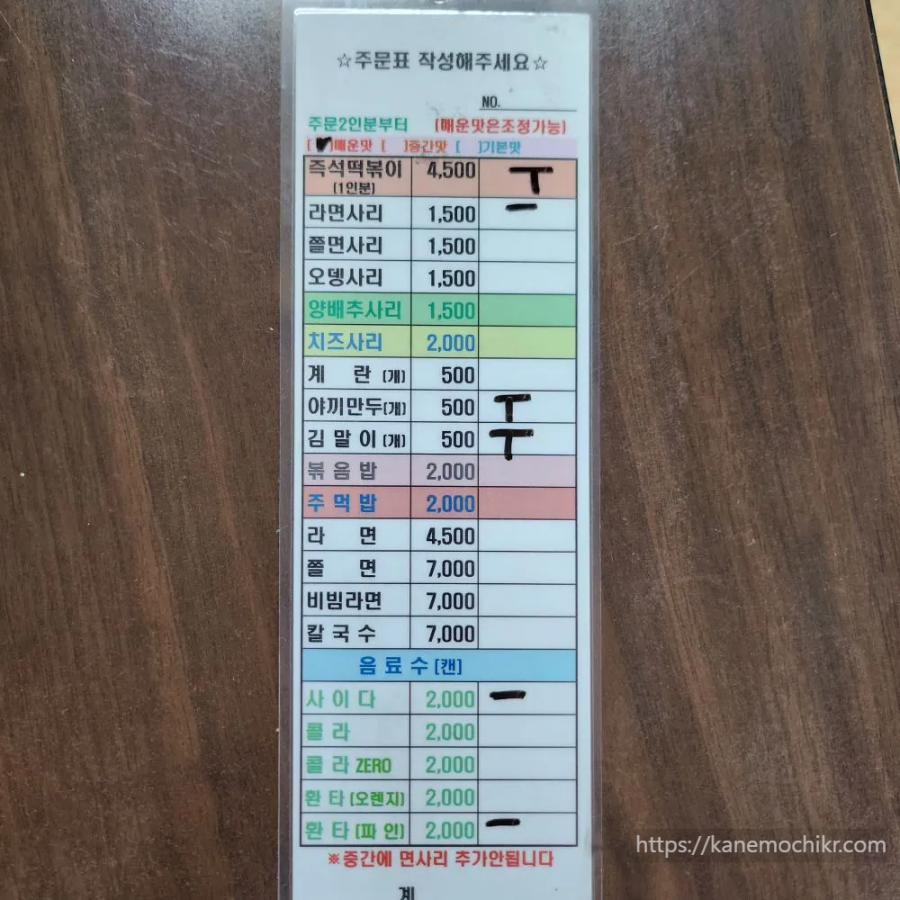 ☆주문표 작성해주세요☆
NO.
주문2인분부터 (매운맛은조정가능)
[✔]매운맛 [ ]중간맛 [ ]기본맛
즉석떡볶이 (1인분) 4,500 T
라면사리 1,500 ー
쫄면사리 1,500
오뎅사리 1,500
양배추사리 1,500
치즈사리 2,000
계 란 (개) 500
야끼만두(개) 500 T
김 말 이 (개) 500 T
볶 음 밥 2,000
주 먹 밥 2,000
라 면 4,500
쫄 면 7,000
비빔라면 7,000
칼 국 수 7,000
음 료 수 (캔)
사 이 다 2,000 ー
콜 라 2,000
콜 라 ZERO 2,000
환 타 (오렌지) 2,000
환 타 (파 인) 2,000 ー
※중간에 면사리 추가안됩니다
계
https://kanemochikr.com